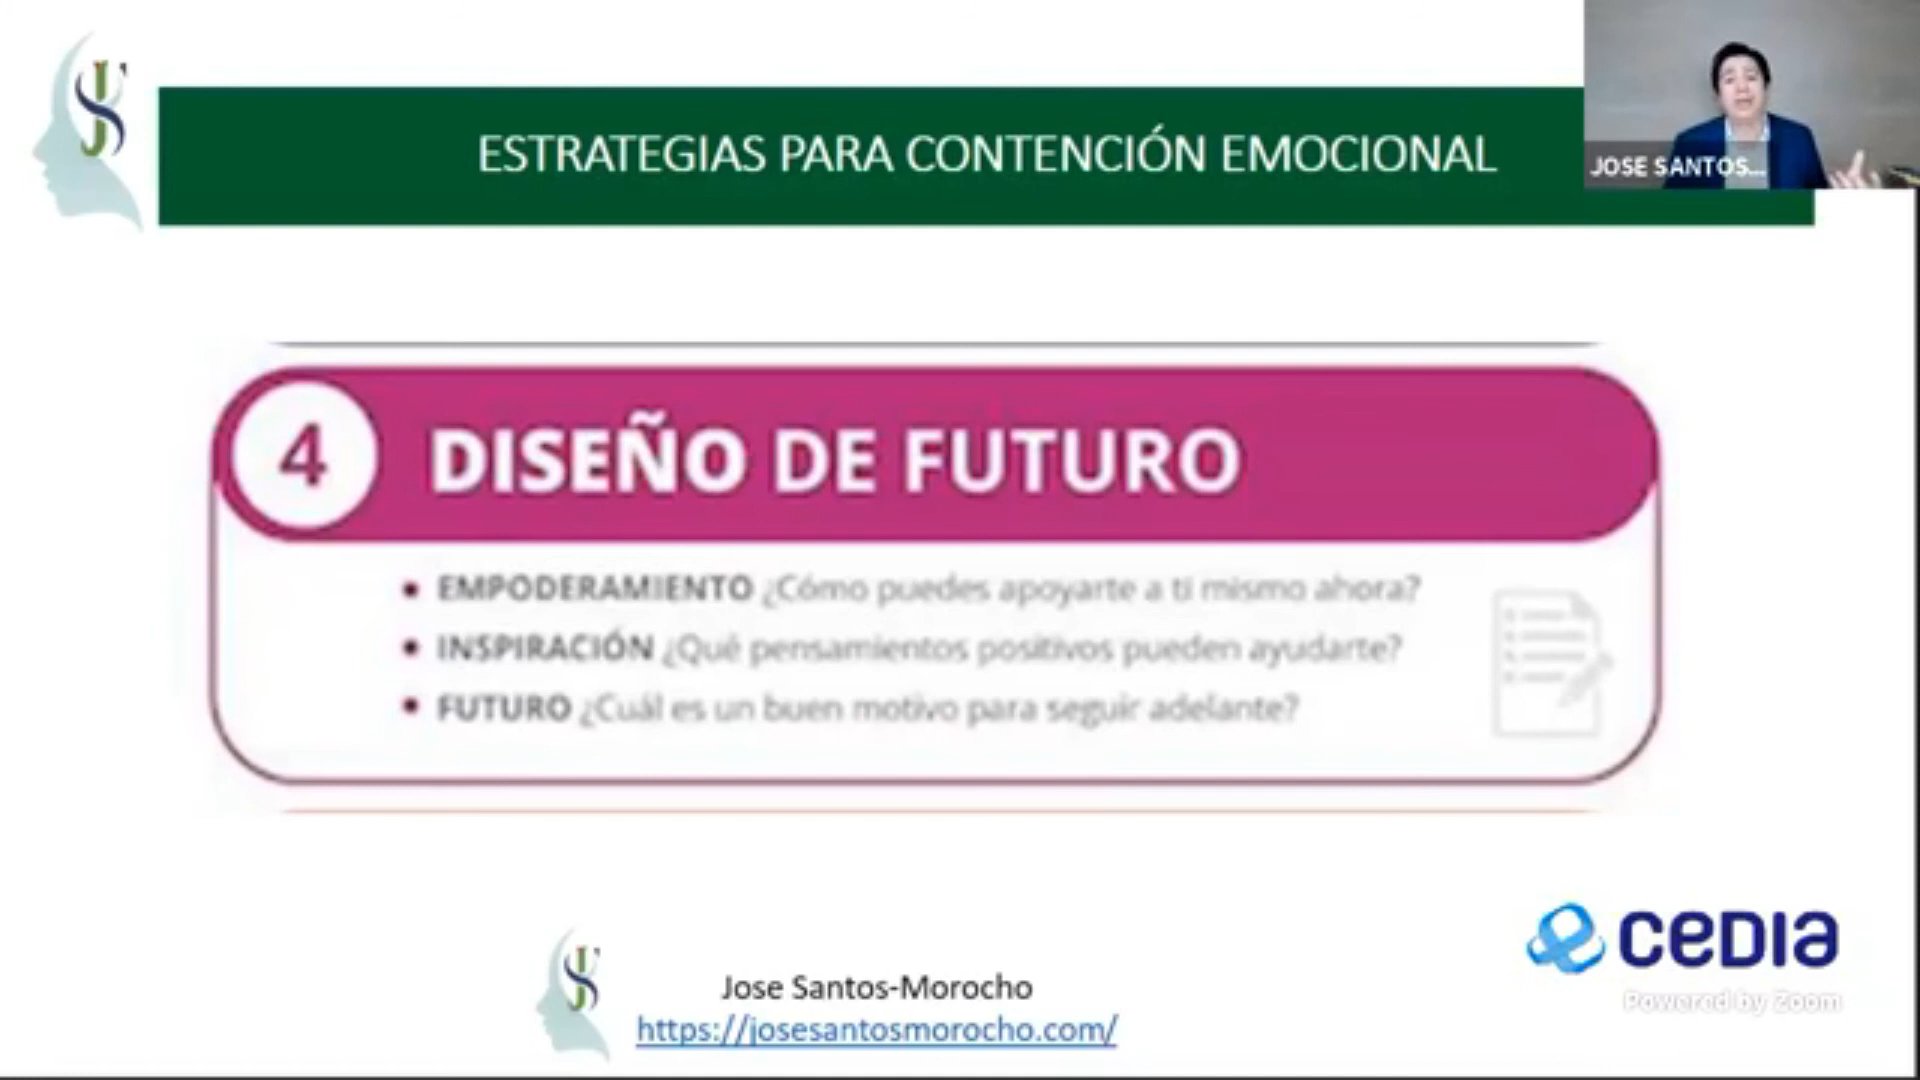 JS
ESTRATEGIAS PARA CONTENCIÓN EMOCIONAL
JOSE SANTOS...
4 DISEÑO DE FUTURO
• EMPODERAMIENTO ¿Cómo puedes apoyarte a ti mismo ahora?
• INSPIRACIÓN ¿Qué pensamientos positivos pueden ayudarte?
• FUTURO ¿Cuál es un buen motivo para seguir adelante?
JS
Jose Santos-Morocho
https://josesantosmorocho.com/
CEDIA
Powered by Zoom